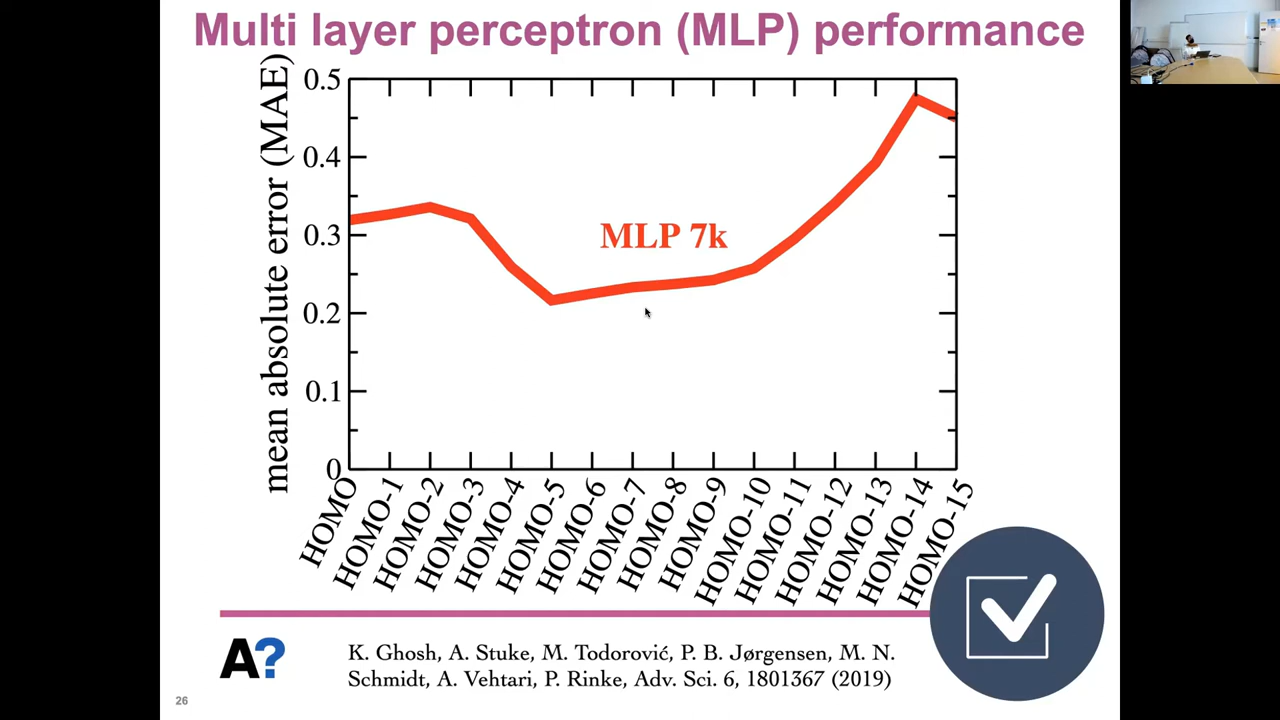 Multi layer perceptron (MLP) performance
mean absolute error (MAE)
0.5
0.4
0.3
0.2
0.1
0
MLP 7k
HOMO
HOMO-1
HOMO-2
HOMO-3
HOMO-4
HOMO-5
HOMO-6
HOMO-7
HOMO-8
HOMO-9
HOMO-10
HOMO-11
HOMO-12
HOMO-13
HOMO-14
HOMO-15
A?
K. Ghosh, A. Stuke, M. Todorović, P. B. Jørgensen, M. N.
Schmidt, A. Vehtari, P. Rinke, Adv. Sci. 6, 1801367 (2019)
26